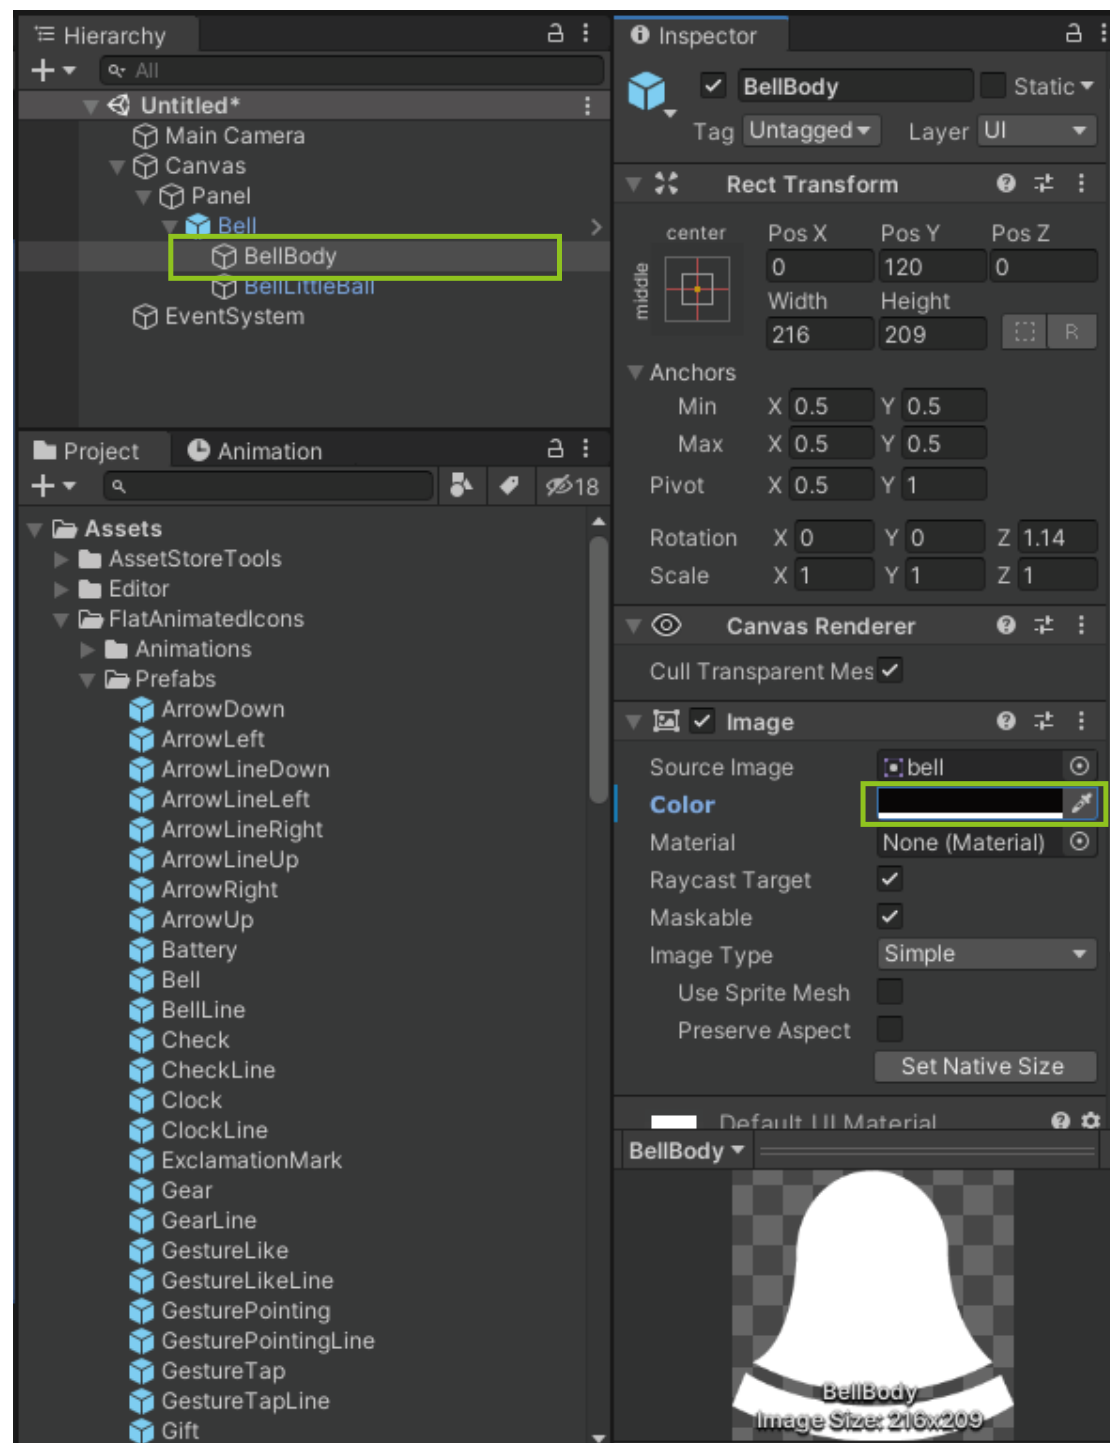 Hierarchy
All
Untitled*
Main Camera
Canvas
Panel
Bell
BellBody
BellLittleBall
EventSystem
Project
Animation
18
Assets
AssetStoreTools
Editor
FlatAnimatedIcons
Animations
Prefabs
ArrowDown
ArrowLeft
ArrowLineDown
ArrowLineLeft
ArrowLineRight
ArrowLineUp
ArrowRight
ArrowUp
Battery
Bell
BellLine
Check
CheckLine
Clock
ClockLine
ExclamationMark
Gear
GearLine
GestureLike
GestureLikeLine
GesturePointing
GesturePointingLine
GestureTap
GestureTapLine
Gift
Inspector
BellBody Static
Tag Untagged Layer UI
Rect Transform
center Pos X Pos Y Pos Z
middle 0 120 0
Width Height
216 209 R
Anchors
Min X 0.5 Y 0.5
Max X 0.5 Y 0.5
Pivot X 0.5 Y 1
Rotation X 0 Y 0 Z 1.14
Scale X 1 Y 1 Z 1
Canvas Renderer
Cull Transparent Mes
Image
Source Image bell
Color
Material None (Material)
Raycast Target
Maskable
Image Type Simple
Use Sprite Mesh
Preserve Aspect
Set Native Size
Default UI Material
BellBody
BellBody
Image Size: 216x209